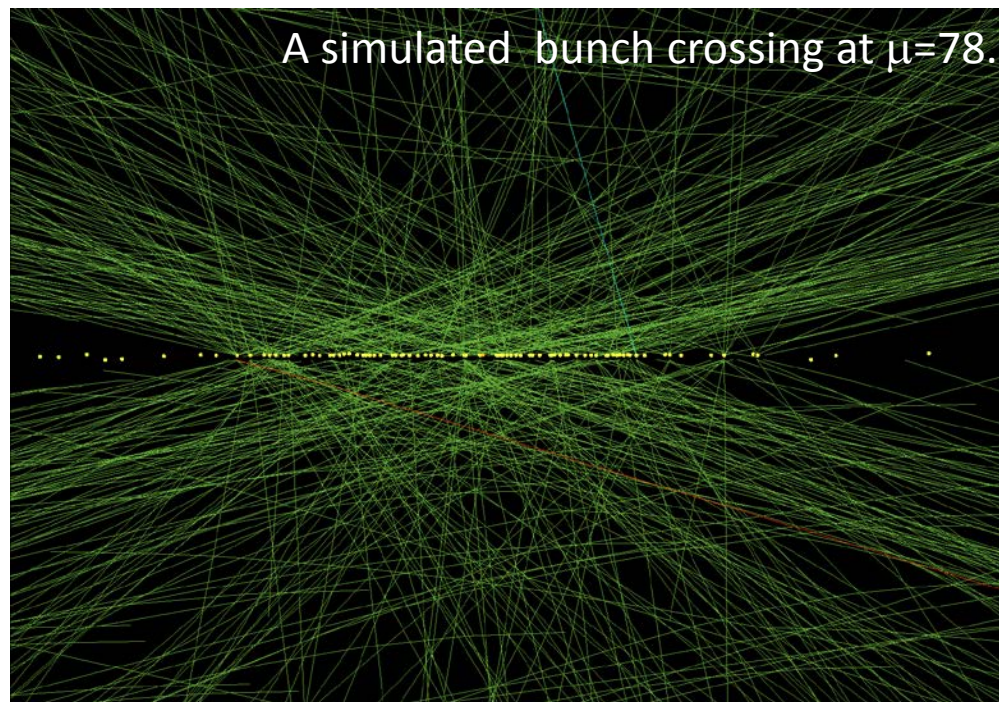 A simulated  bunch crossing at μ=78.